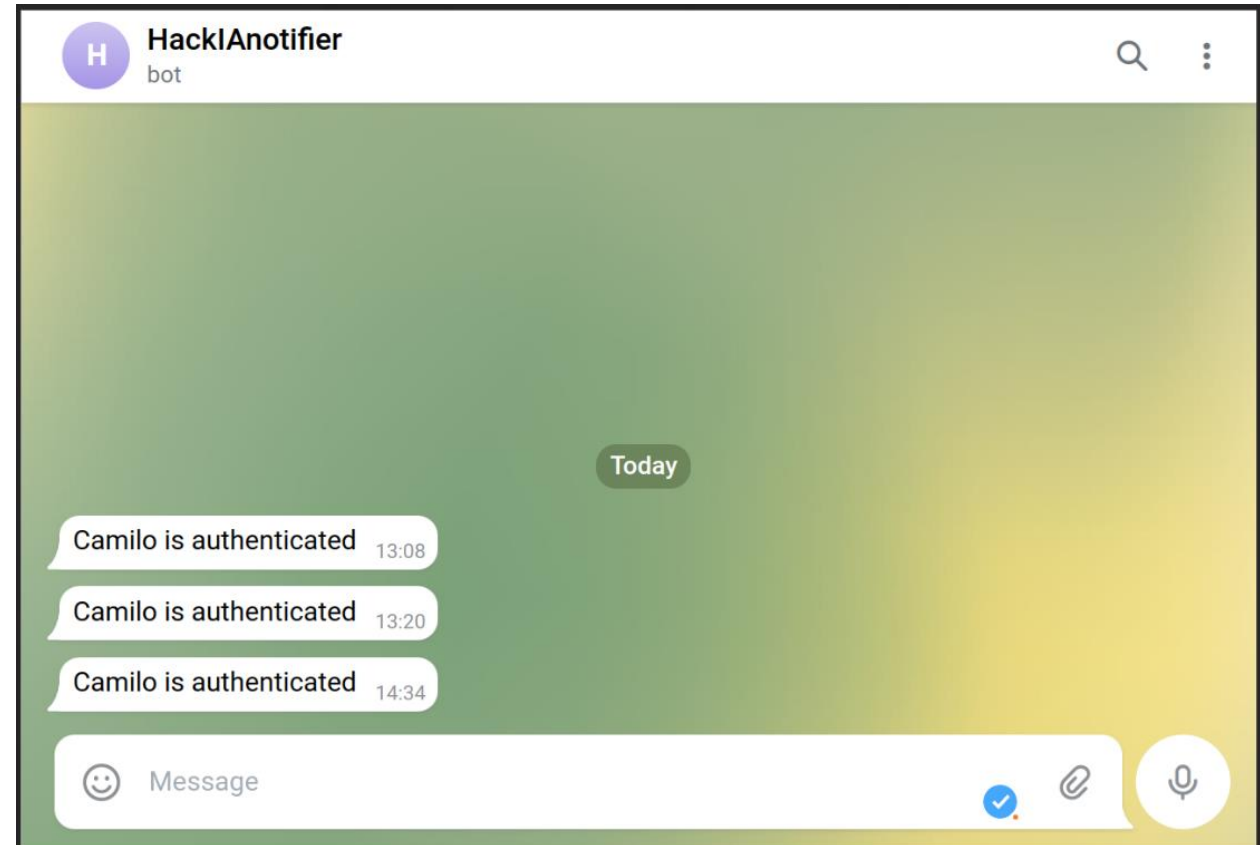 H
HackIAnotifier
bot
Today
Camilo is authenticated 13:08
Camilo is authenticated 13:20
Camilo is authenticated 14:34
Message